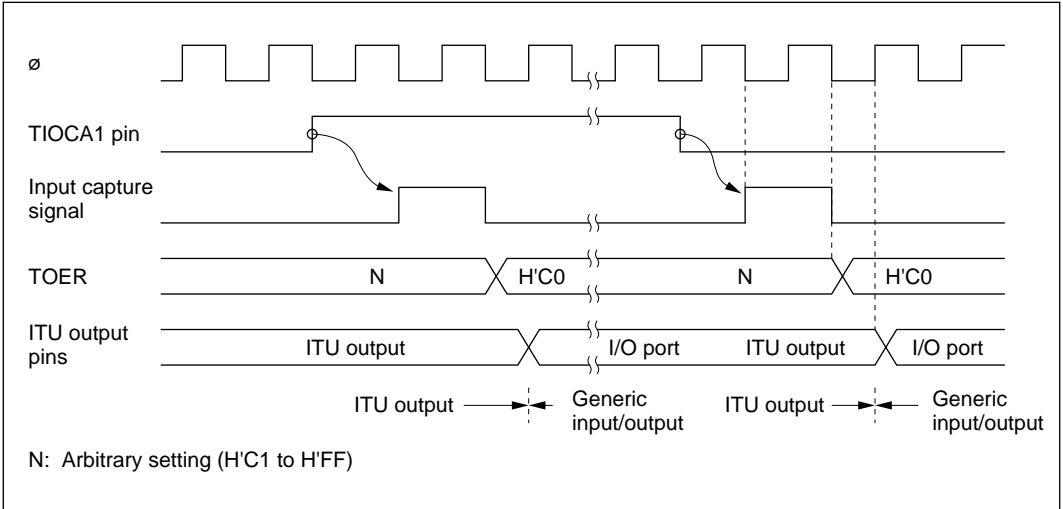 ø
TIOCA1 pin
Input capture
signal
TOER
N
H'C0
N
H'C0
ITU output
pins
ITU output
I/O port
ITU output
I/O port
ITU output
Generic
input/output
ITU output
Generic
input/output
N: Arbitrary setting (H'C1 to H'FF)